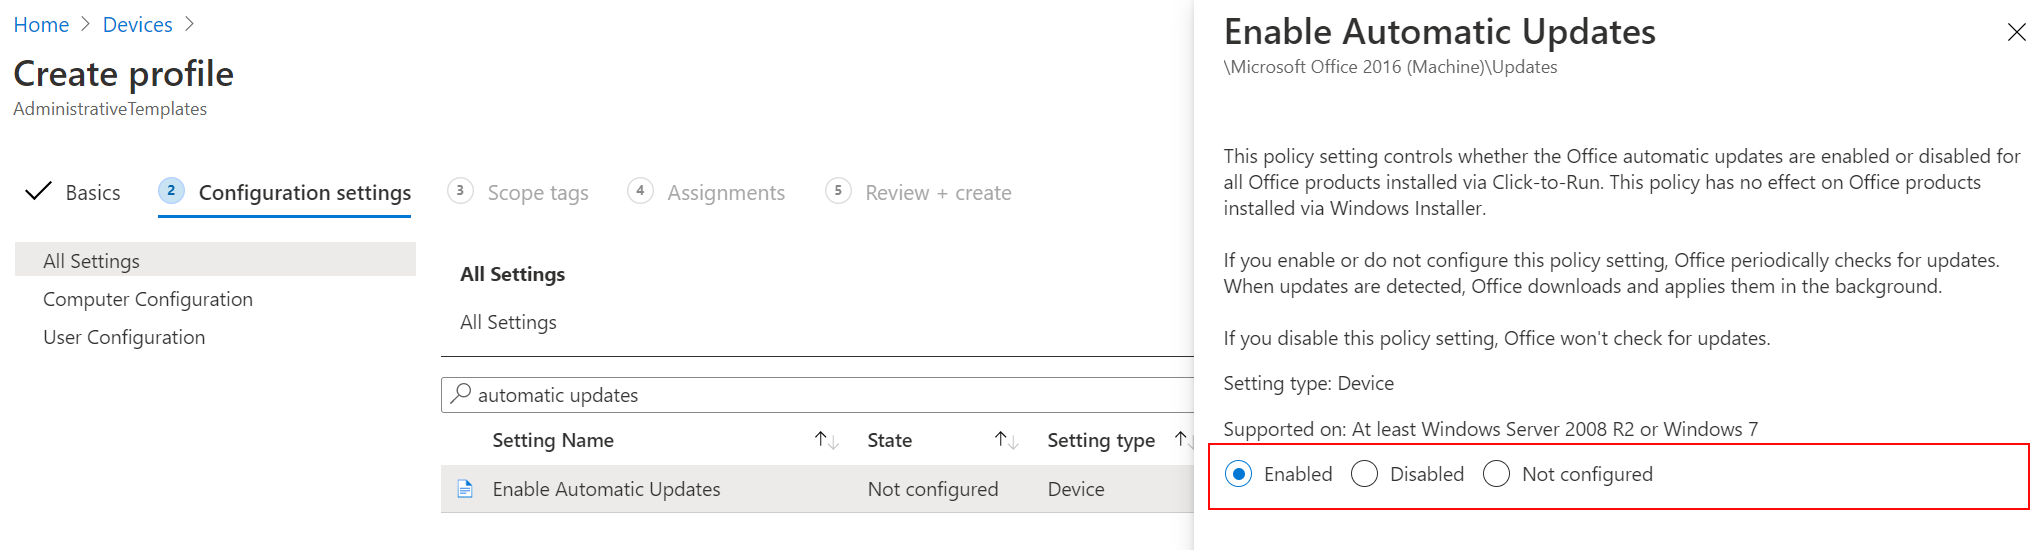 Home > Devices >
Create profile
AdministrativeTemplates
Basics 2 Configuration settings 3 Scope tags 4 Assignments 5 Review + create
All Settings
Computer Configuration
User Configuration
All Settings
All Settings
automatic updates
Setting Name ↑↓ State ↑↓ Setting type ↑↓
Enable Automatic Updates Not configured Device
Enable Automatic Updates
\Microsoft Office 2016 (Machine)\Updates
This policy setting controls whether the Office automatic updates are enabled or disabled for
all Office products installed via Click-to-Run. This policy has no effect on Office products
installed via Windows Installer.
If you enable or do not configure this policy setting, Office periodically checks for updates.
When updates are detected, Office downloads and applies them in the background.
If you disable this policy setting, Office won't check for updates.
Setting type: Device
Supported on: At least Windows Server 2008 R2 or Windows 7
Enabled Disabled Not configured